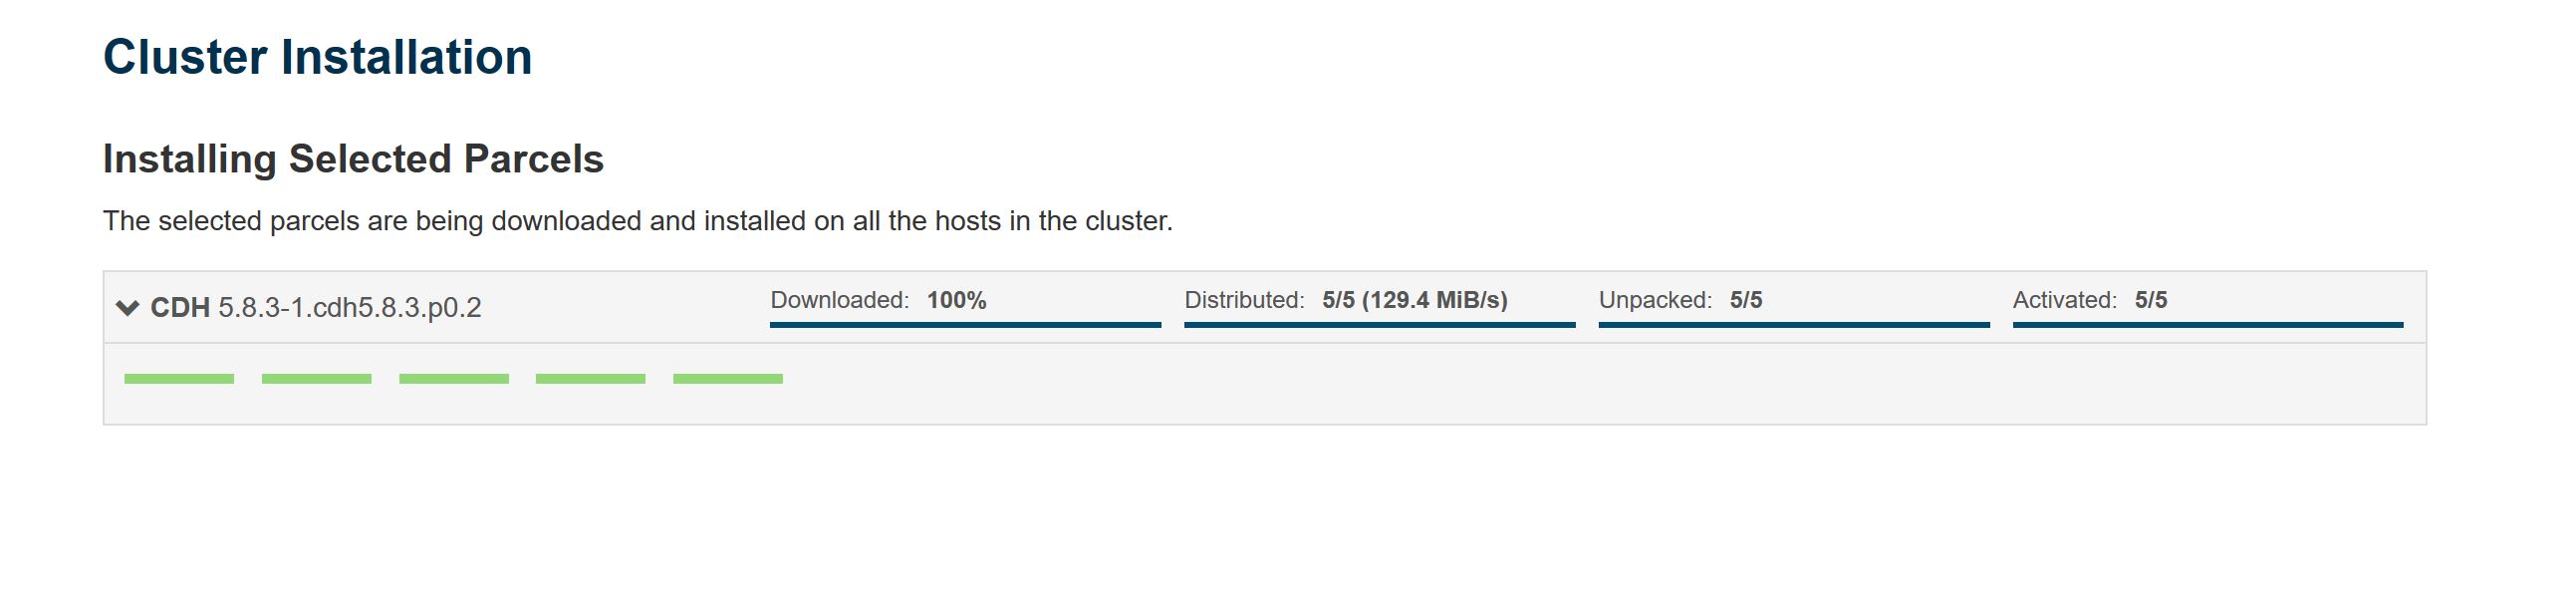 Cluster Installation
Installing Selected Parcels
The selected parcels are being downloaded and installed on all the hosts in the cluster.
CDH 5.8.3-1.cdh5.8.3.p0.2 Downloaded: 100% Distributed: 5/5 (129.4 MiB/s) Unpacked: 5/5 Activated: 5/5